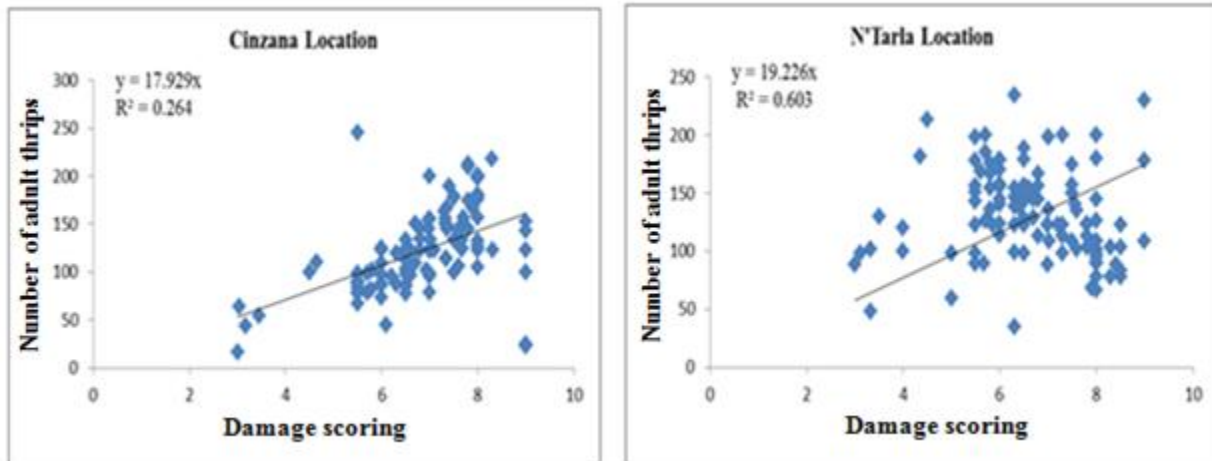 Cinzana Location
y = 17.929x
R² = 0.264
Number of adult thrips
300
250
200
150
100
50
0
0 2 4 6 8 10
Damage scoring
N'Tarla Location
y = 19.226x
R² = 0.603
Number of adult thrips
250
200
150
100
50
0
0 2 4 6 8 10
Damage scoring